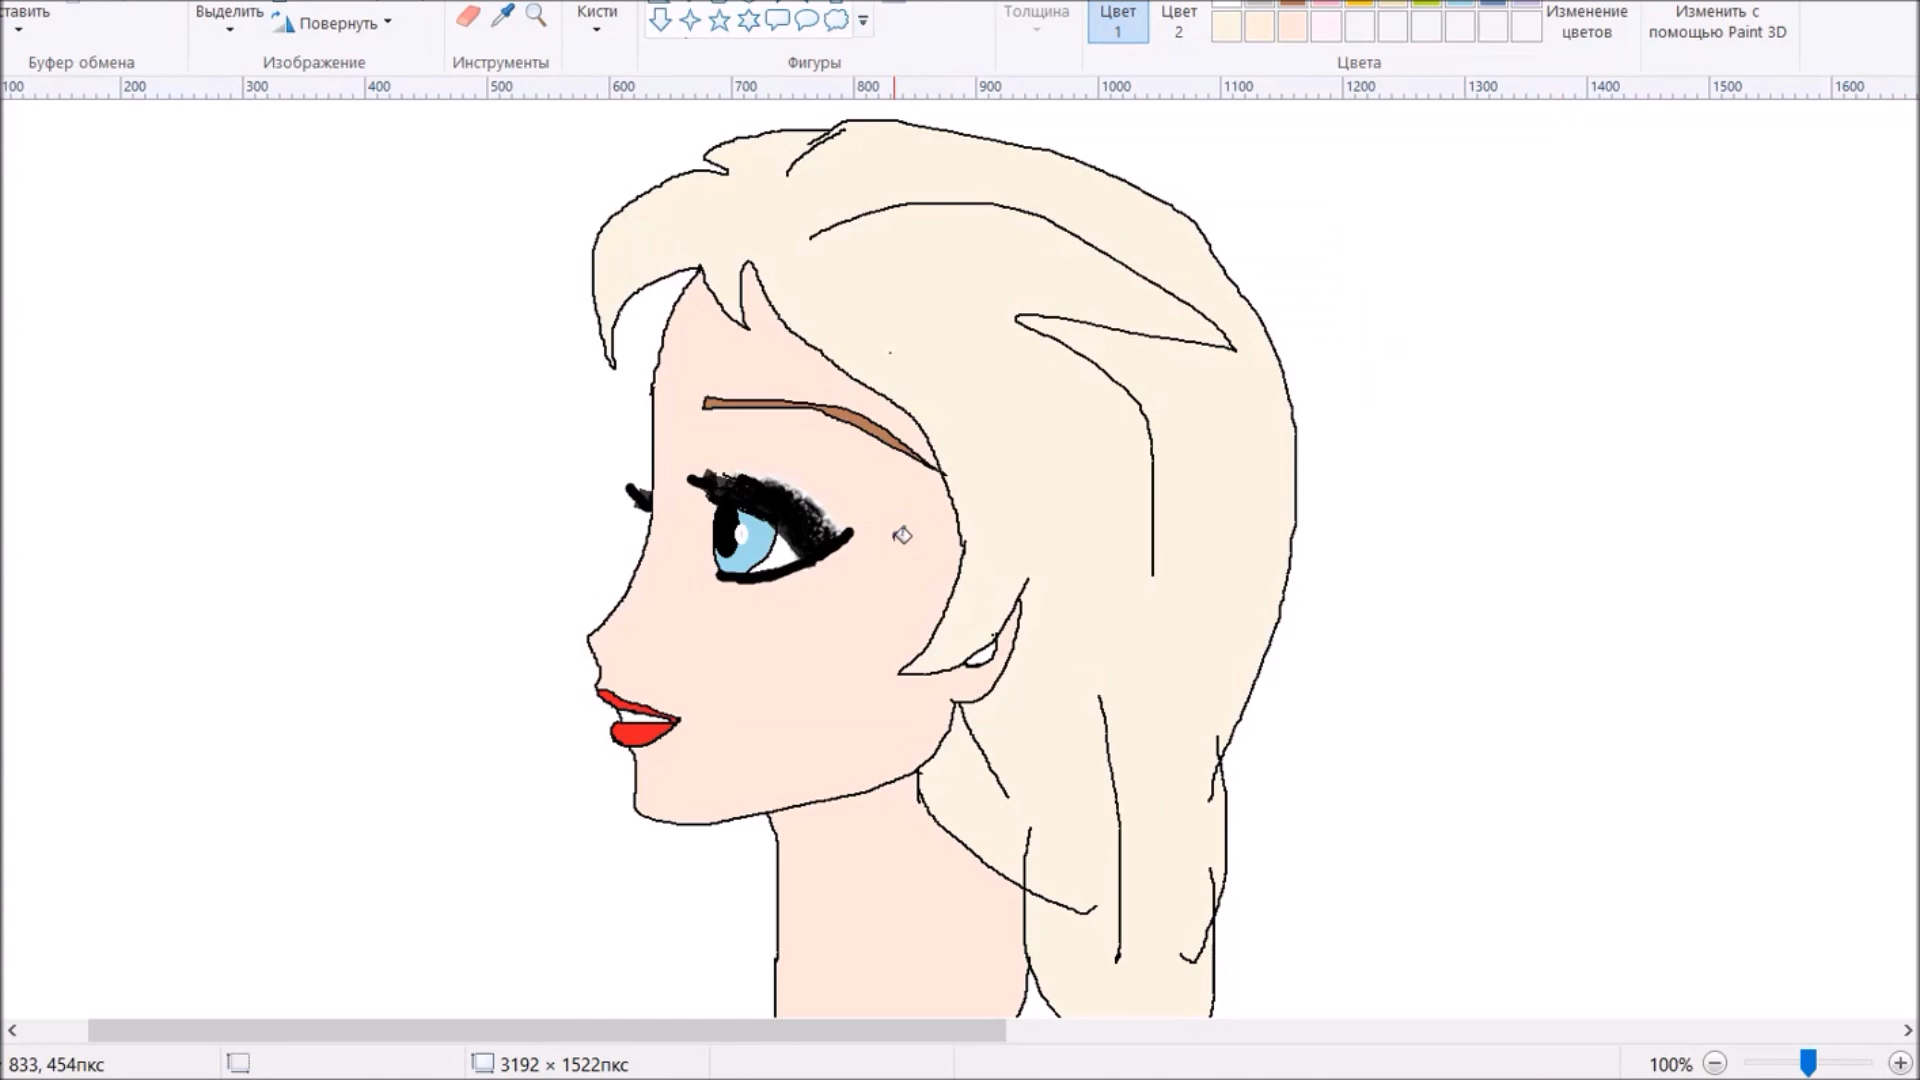 ставить
Выделить
Повернуть
Кисти
Толщина
Цвет
1
Цвет
2
Изменение
цветов
Изменить с
помощью Paint 3D
Буфер обмена
Изображение
Инструменты
Фигуры
Цвета
100 200 300 400 500 600 700 800 900 1000 1100 1200 1300 1400 1500 1600
833, 454пкс
3192 × 1522пкс
100%